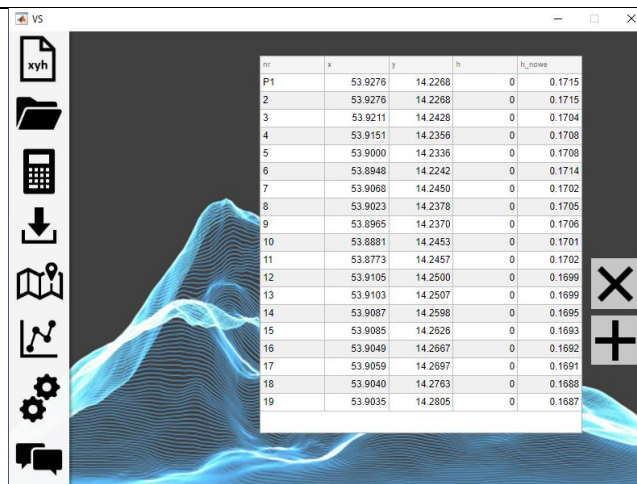 VS
xyh
nr x y h h_nowe
P1 53.9276 14.2268 0 0.1715
2 53.9276 14.2268 0 0.1715
3 53.9211 14.2428 0 0.1704
4 53.9151 14.2356 0 0.1708
5 53.9000 14.2336 0 0.1708
6 53.8948 14.2242 0 0.1714
7 53.9068 14.2450 0 0.1702
8 53.9023 14.2378 0 0.1705
9 53.8965 14.2370 0 0.1706
10 53.8881 14.2453 0 0.1701
11 53.8773 14.2457 0 0.1702
12 53.9105 14.2500 0 0.1699
13 53.9103 14.2507 0 0.1699
14 53.9087 14.2598 0 0.1695
15 53.9085 14.2626 0 0.1693
16 53.9049 14.2667 0 0.1692
17 53.9059 14.2697 0 0.1691
18 53.9040 14.2763 0 0.1688
19 53.9035 14.2805 0 0.1687